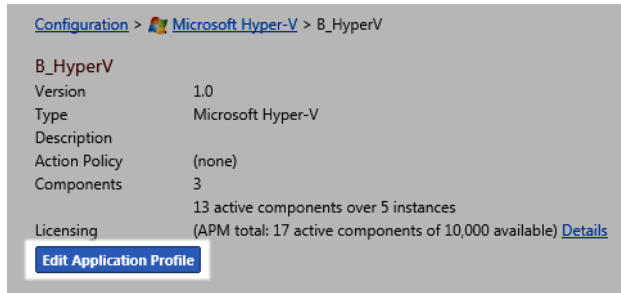 Configuration > Microsoft Hyper-V > B_HyperV
B_HyperV
Version 1.0
Type Microsoft Hyper-V
Description
Action Policy (none)
Components 3
13 active components over 5 instances
Licensing (APM total: 17 active components of 10,000 available) Details
Edit Application Profile